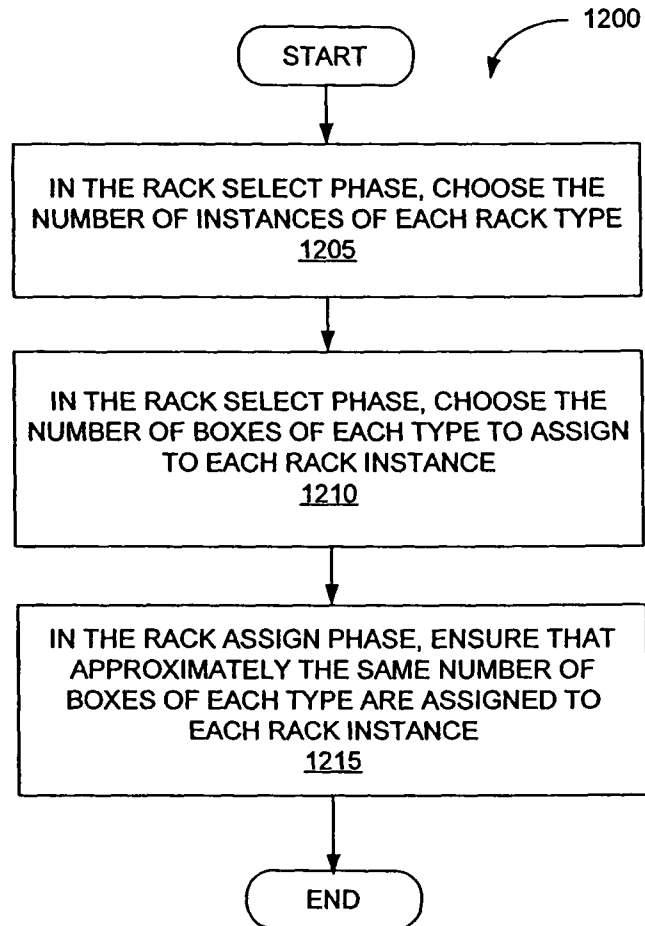 1200
START
IN THE RACK SELECT PHASE, CHOOSE THE
NUMBER OF INSTANCES OF EACH RACK TYPE
1205
IN THE RACK SELECT PHASE, CHOOSE THE
NUMBER OF BOXES OF EACH TYPE TO ASSIGN
TO EACH RACK INSTANCE
1210
IN THE RACK ASSIGN PHASE, ENSURE THAT
APPROXIMATELY THE SAME NUMBER OF
BOXES OF EACH TYPE ARE ASSIGNED TO
EACH RACK INSTANCE
1215
END